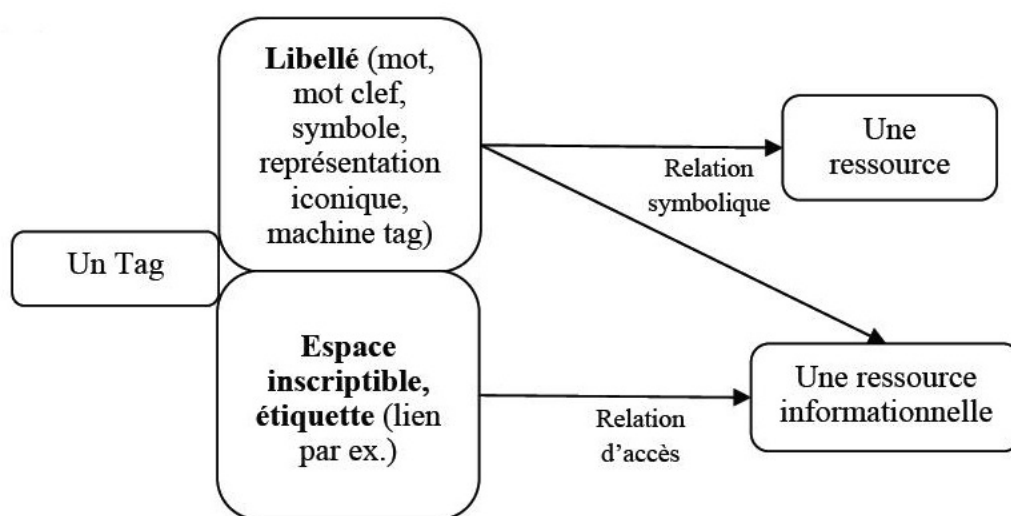 Un Tag
Libellé (mot,
mot clef,
symbole,
représentation
iconique,
machine tag)
Espace
inscriptible,
étiquette (lien
par ex.)
Relation
symbolique
Relation
d’accès
Une
ressource
Une ressource
informationnelle